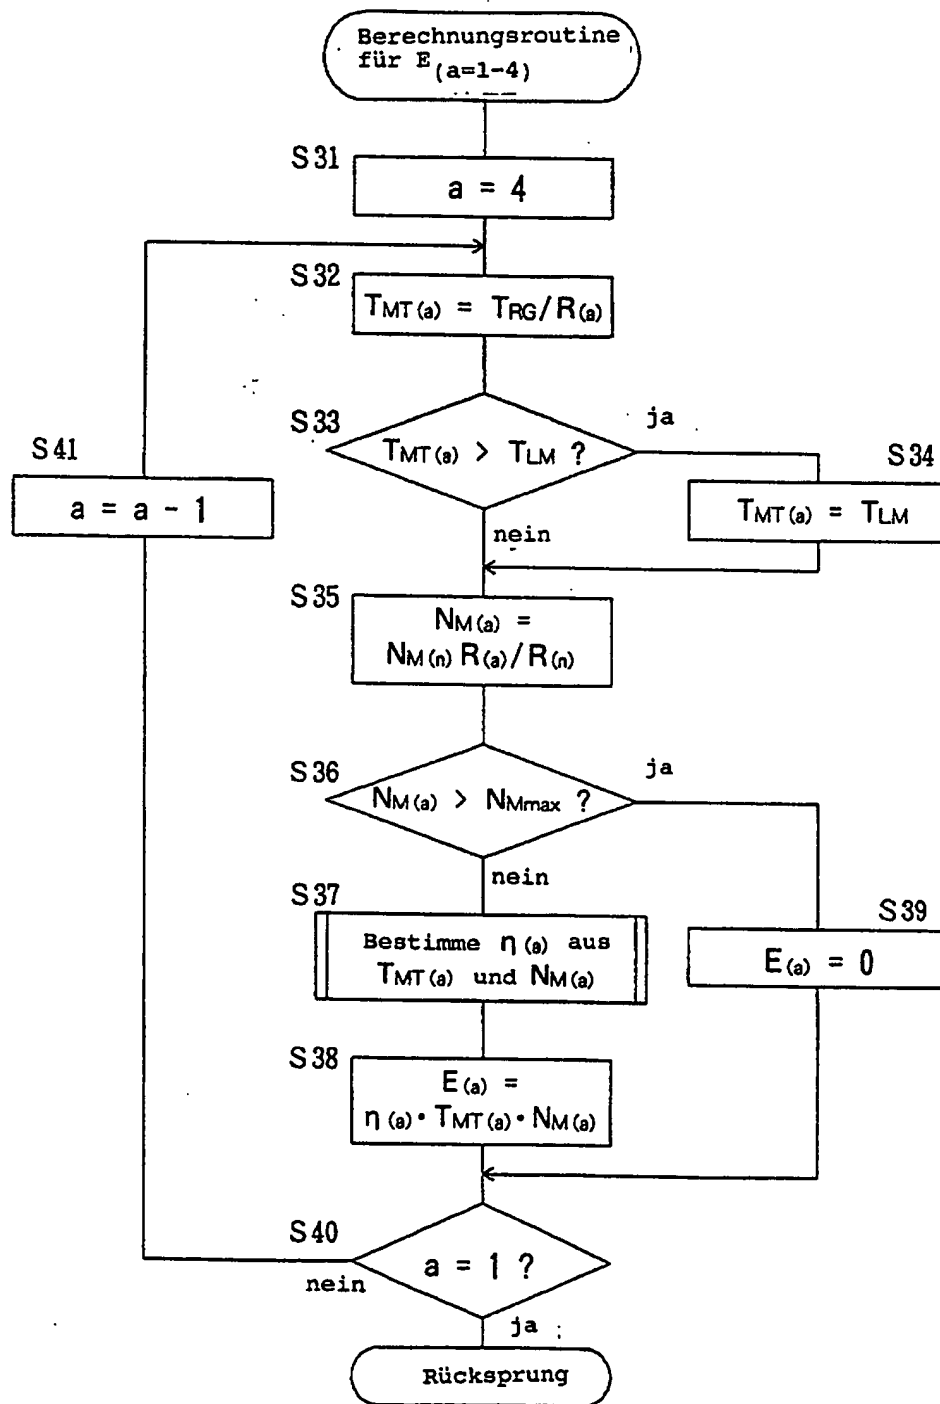 Berechnungsroutine
für E(a=1-4)
S31
a = 4
S32
TMT(a) = TRG/R(a)
S33
TMT(a) > TLM ?
ja
S34
TMT(a) = TLM
S41
a = a - 1
nein
S35
NM(a) =
NM(n) R(a)/R(n)
S36
NM(a) > NMmax ?
ja
nein
S37
Bestimme η(a) aus
TMT(a) und NM(a)
S39
E(a) = 0
S38
E(a) =
η(a)・TMT(a)・NM(a)
S40
a = 1 ?
nein
ja
Rücksprung